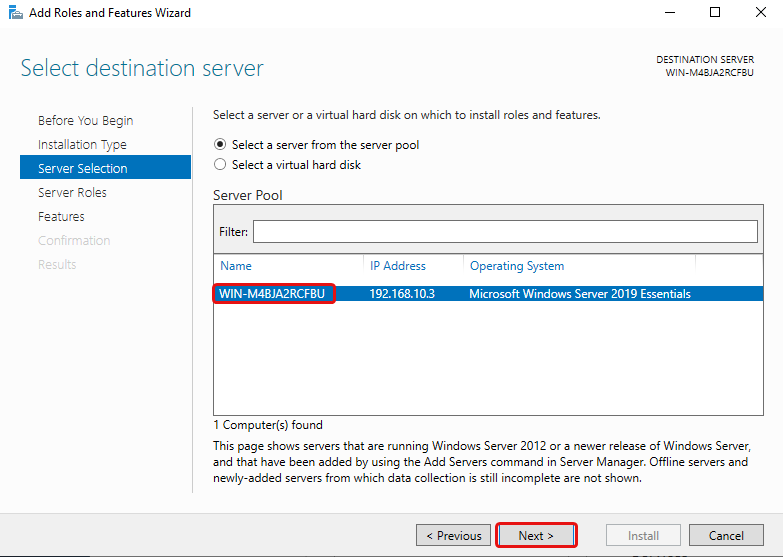 Add Roles and Features Wizard
Select destination server
DESTINATION SERVER
WIN-M4BJA2RCFBU
Before You Begin
Installation Type
Server Selection
Server Roles
Features
Confirmation
Results
Select a server or a virtual hard disk on which to install roles and features.
Select a server from the server pool
Select a virtual hard disk
Server Pool
Filter:
Name IP Address Operating System
WIN-M4BJA2RCFBU 192.168.10.3 Microsoft Windows Server 2019 Essentials
1 Computer(s) found
This page shows servers that are running Windows Server 2012 or a newer release of Windows Server,
and that have been added by using the Add Servers command in Server Manager. Offline servers and
newly-added servers from which data collection is still incomplete are not shown.
< Previous Next > Install Cancel